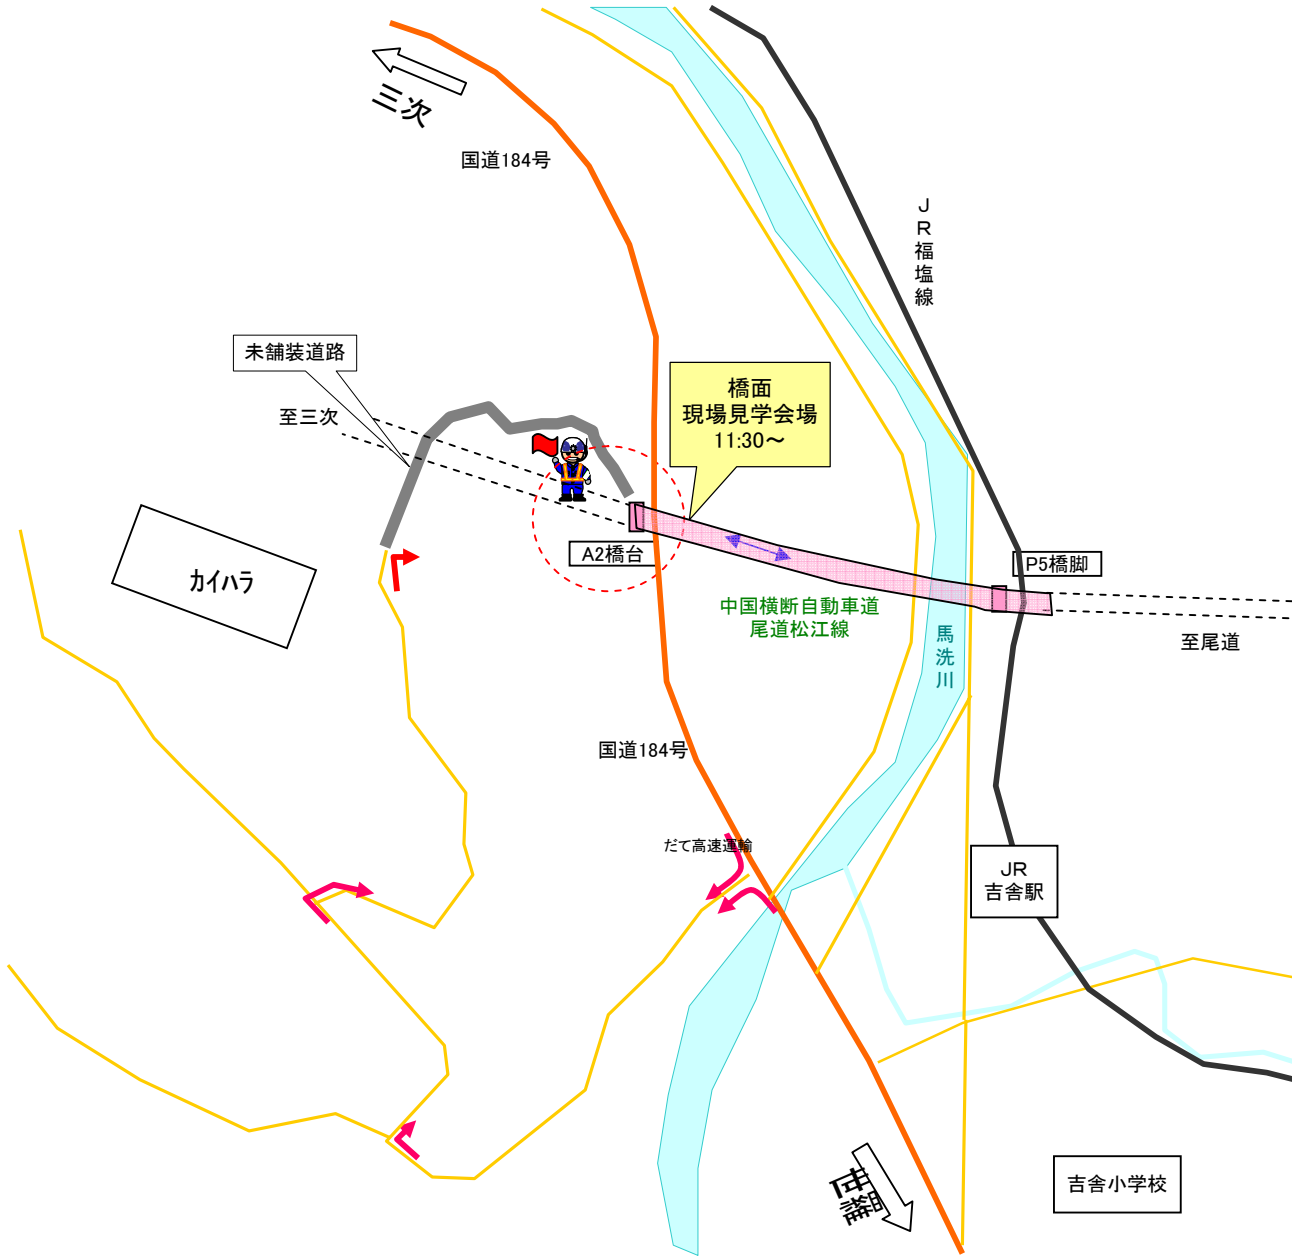 三次
国道184号
JR福塩線
未舗装道路
至三次
橋面
現場見学会場
11:30～
A2橋台
P5橋脚
カイハラ
中国横断自動車道
尾道松江線
馬洗川
至尾道
国道184号
だて高速運輸
JR
吉舎駅
吉舎小学校